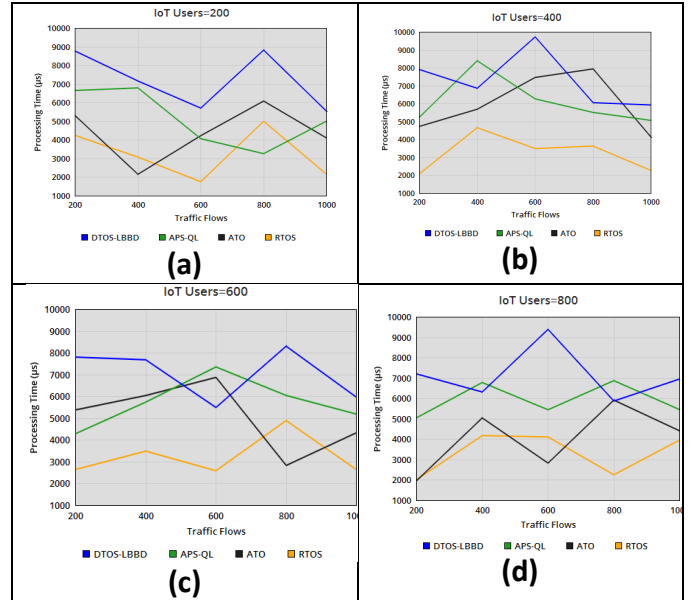 IoT Users=200
Processing Time (µs)
10000
9000
8000
7000
6000
5000
4000
3000
2000
1000
200 400 600 800 1000
Traffic Flows
DTOS-LBBD APS-QL ATO RTOS
(a)
IoT Users=400
Processing Time (µs)
10000
9000
8000
7000
6000
5000
4000
3000
2000
1000
200 400 600 800 1000
Traffic Flows
DTOS-LBBD APS-QL ATO RTOS
(b)
IoT Users=600
Processing Time (µs)
10000
9000
8000
7000
6000
5000
4000
3000
2000
1000
200 400 600 800 100
Traffic Flows
DTOS-LBBD APS-QL ATO RTOS
(c)
IoT Users=800
Processing Time (µs)
10000
9000
8000
7000
6000
5000
4000
3000
2000
1000
200 400 600 800 100
Traffic Flows
DTOS-LBBD APS-QL ATO RTOS
(d)